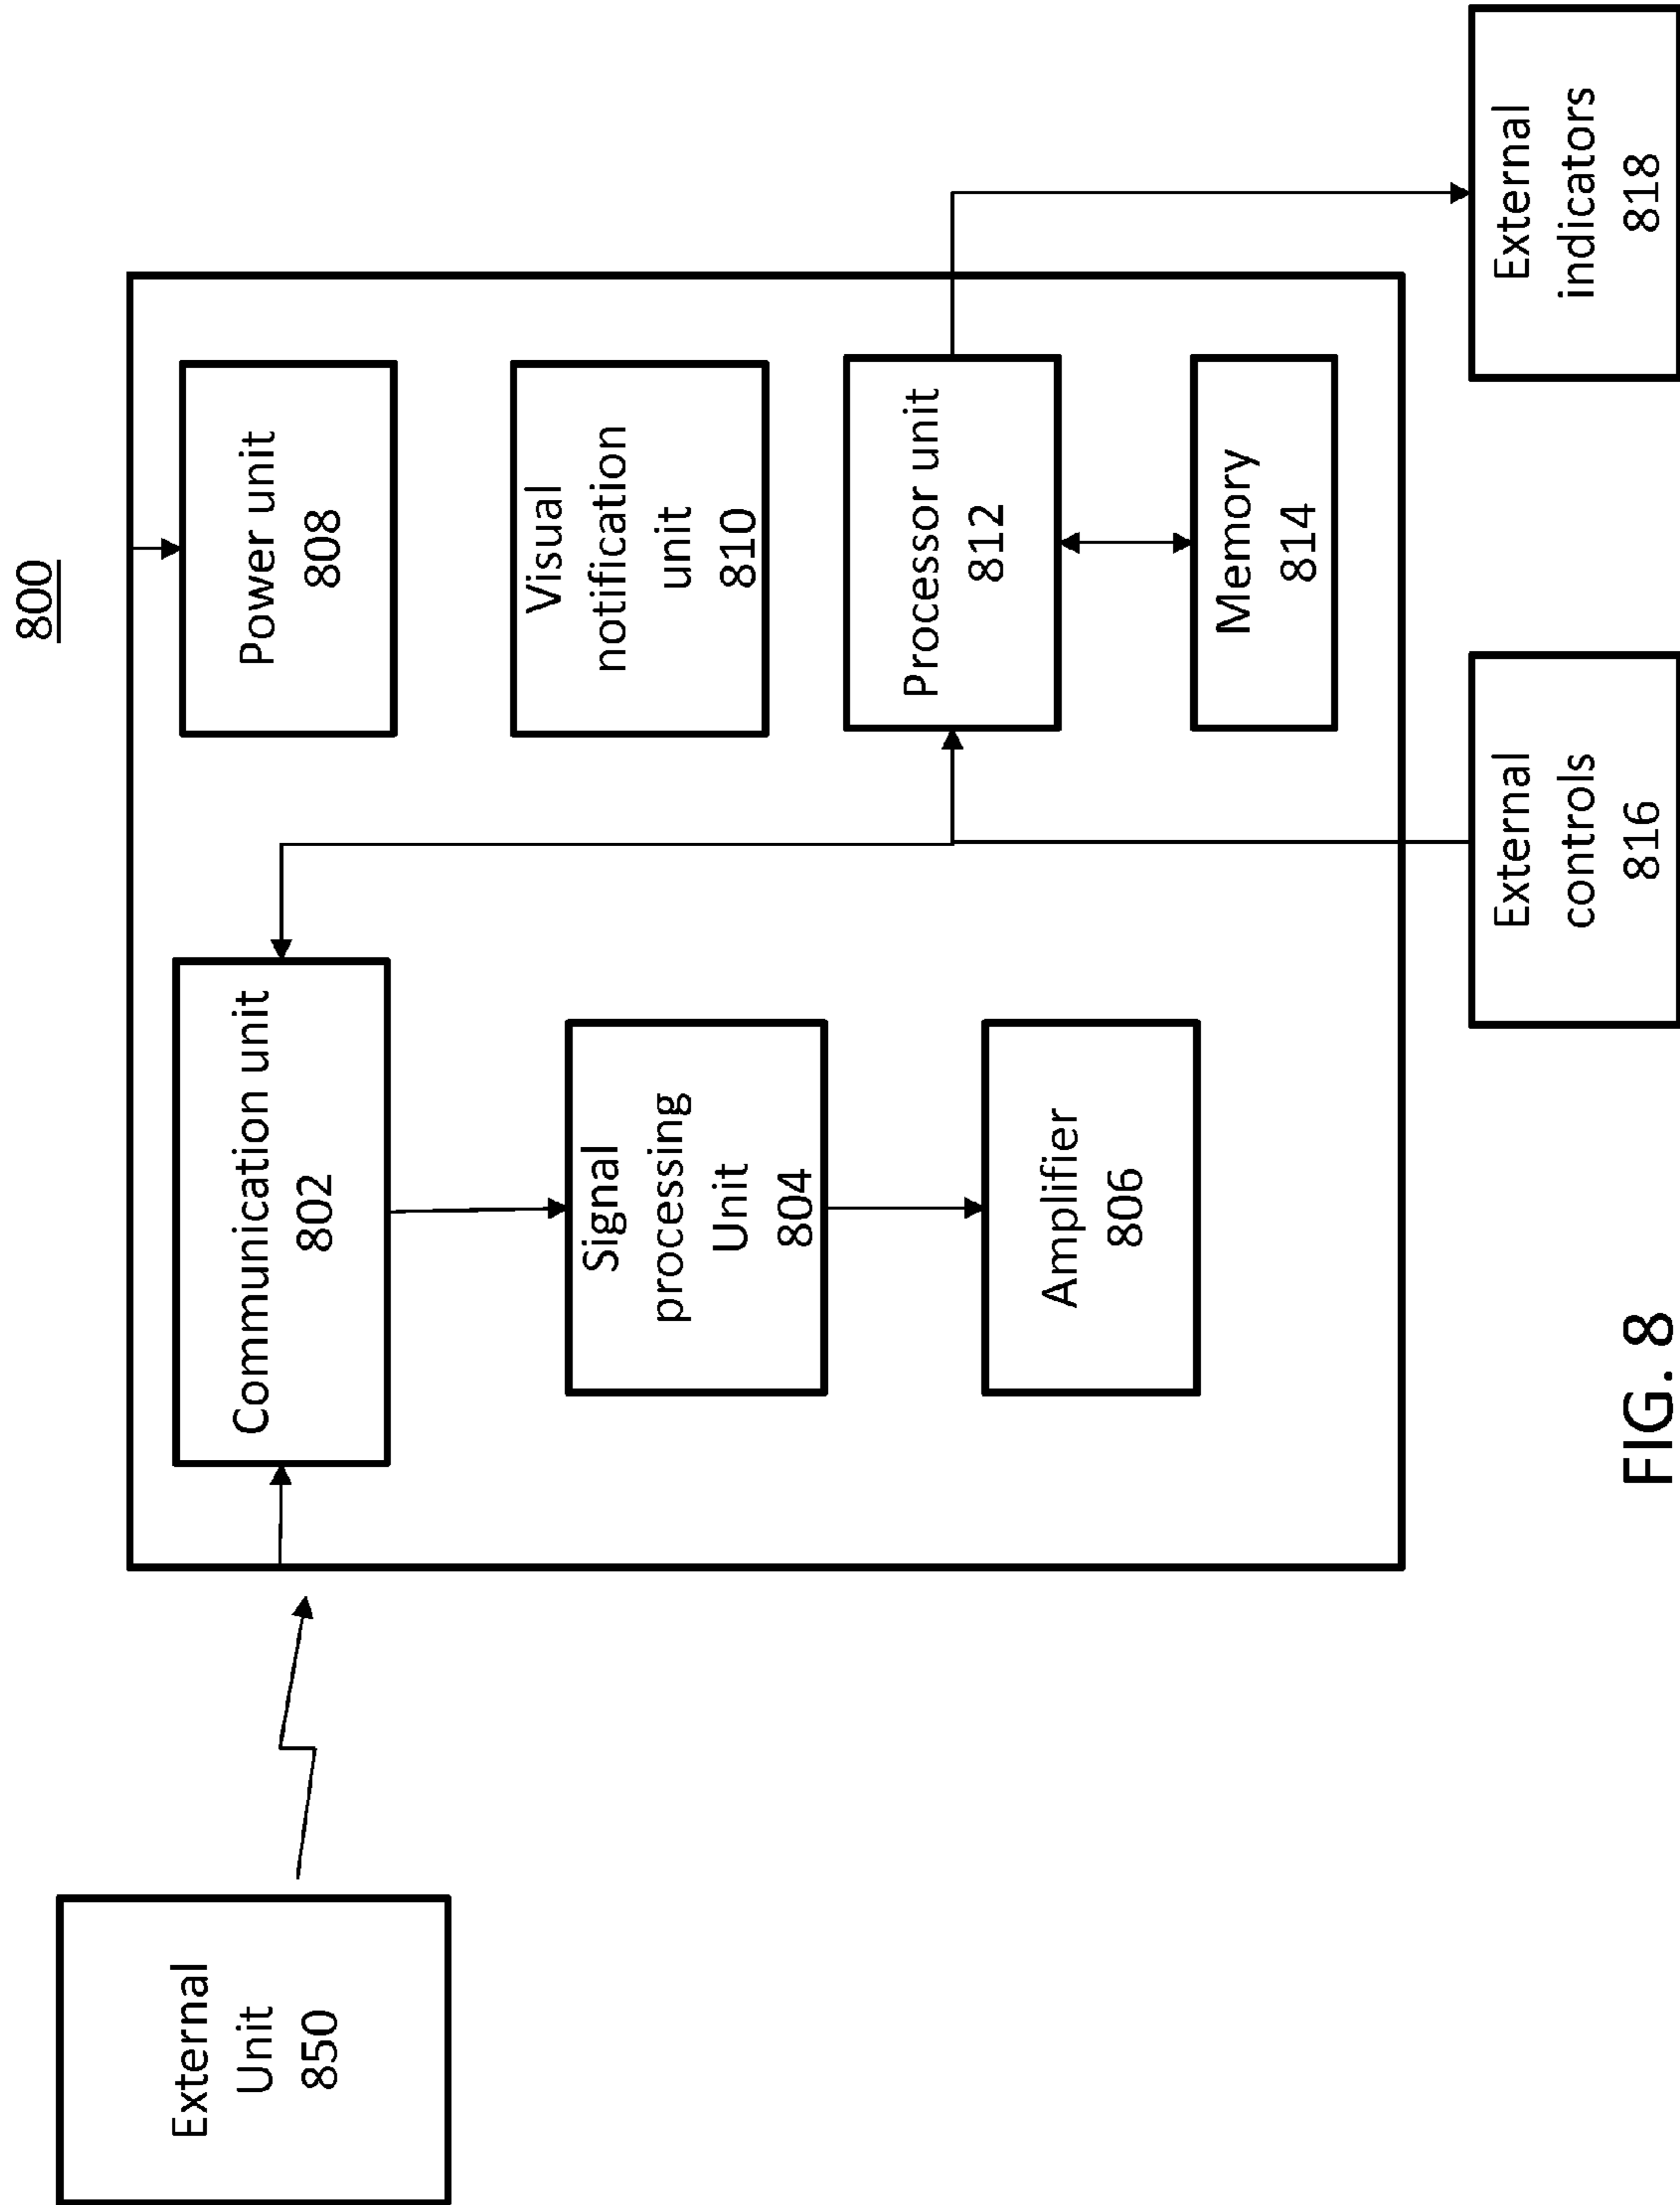 800
External
Unit
850
Communication unit
802
Power unit
808
Signal
processing
Unit
804
Visual
notification
unit
810
Amplifier
806
Processor unit
812
Memory
814
External
controls
816
External
indicators
818
FIG. 8